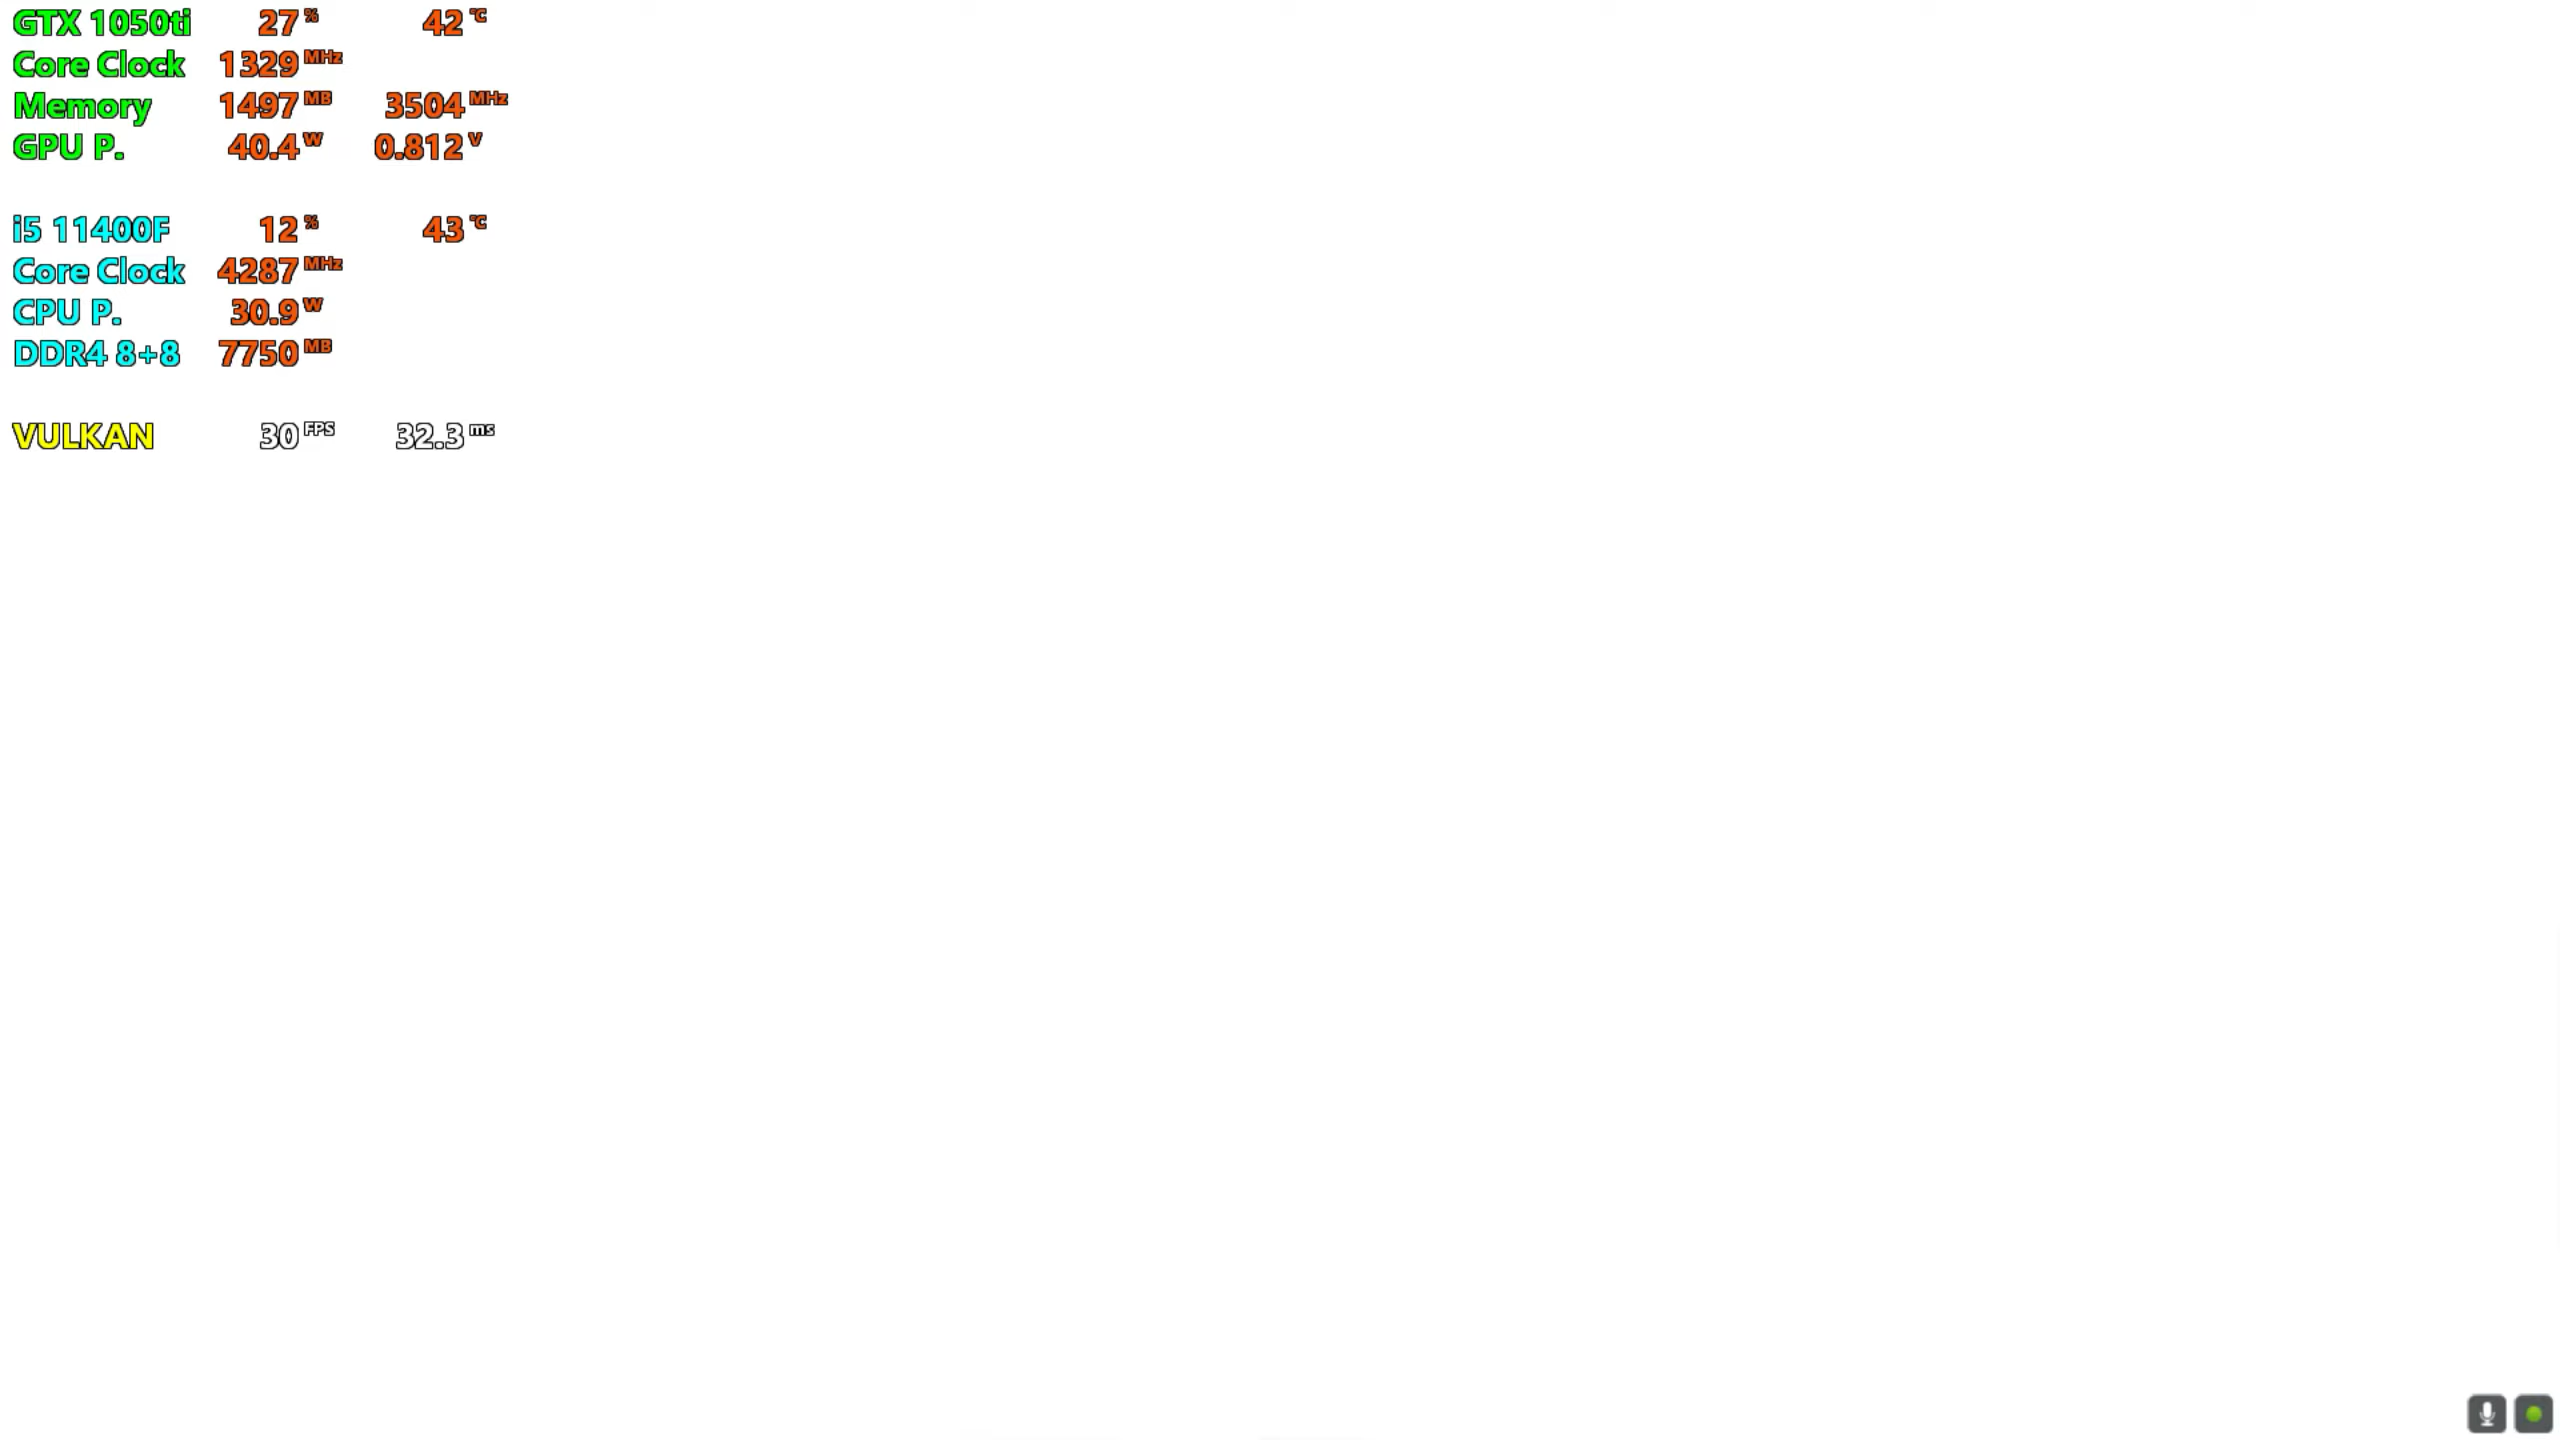 GTX 1050ti 27 % 42 °C
Core Clock 1329 MHz
Memory 1497 MB 3504 MHz
GPU P. 40.4 W 0.812 V
i5 11400F 12 % 43 °C
Core Clock 4287 MHz
CPU P. 30.9 W
DDR4 8+8 7750 MB
VULKAN 30 FPS 32.3 ms